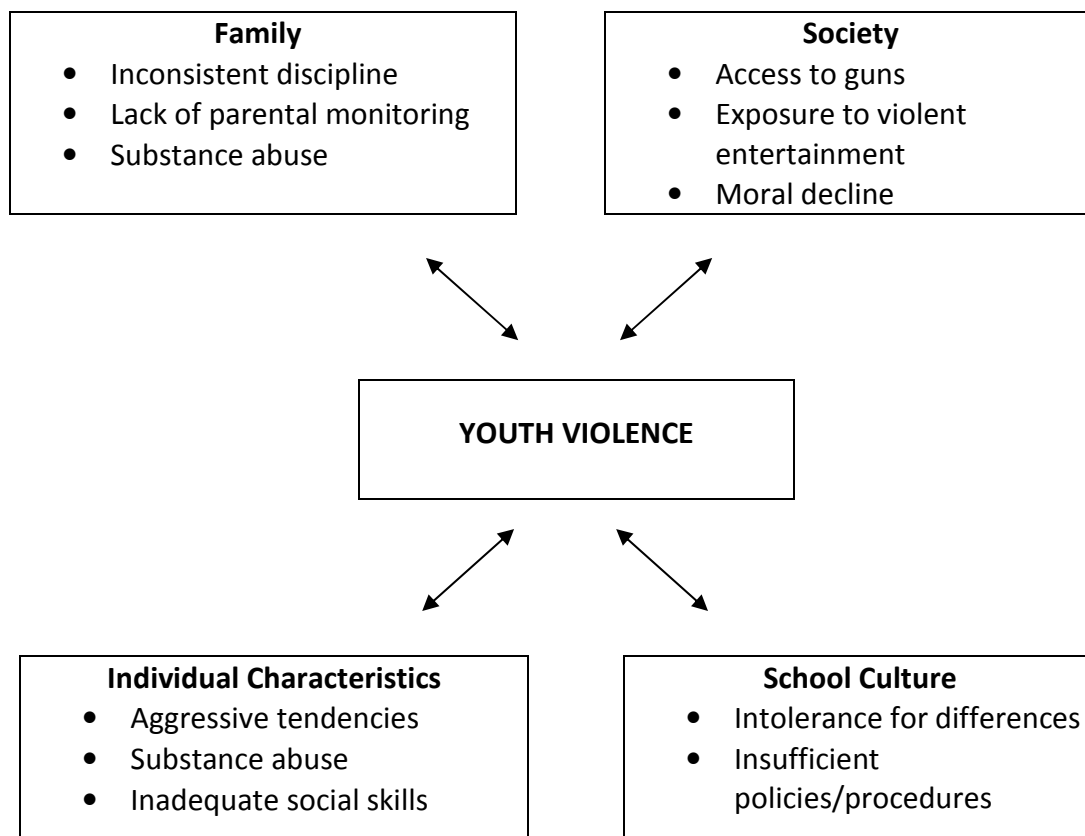 Family
• Inconsistent discipline
• Lack of parental monitoring
• Substance abuse
Society
• Access to guns
• Exposure to violent
entertainment
• Moral decline
YOUTH VIOLENCE
Individual Characteristics
• Aggressive tendencies
• Substance abuse
• Inadequate social skills
School Culture
• Intolerance for differences
• Insufficient
policies/procedures